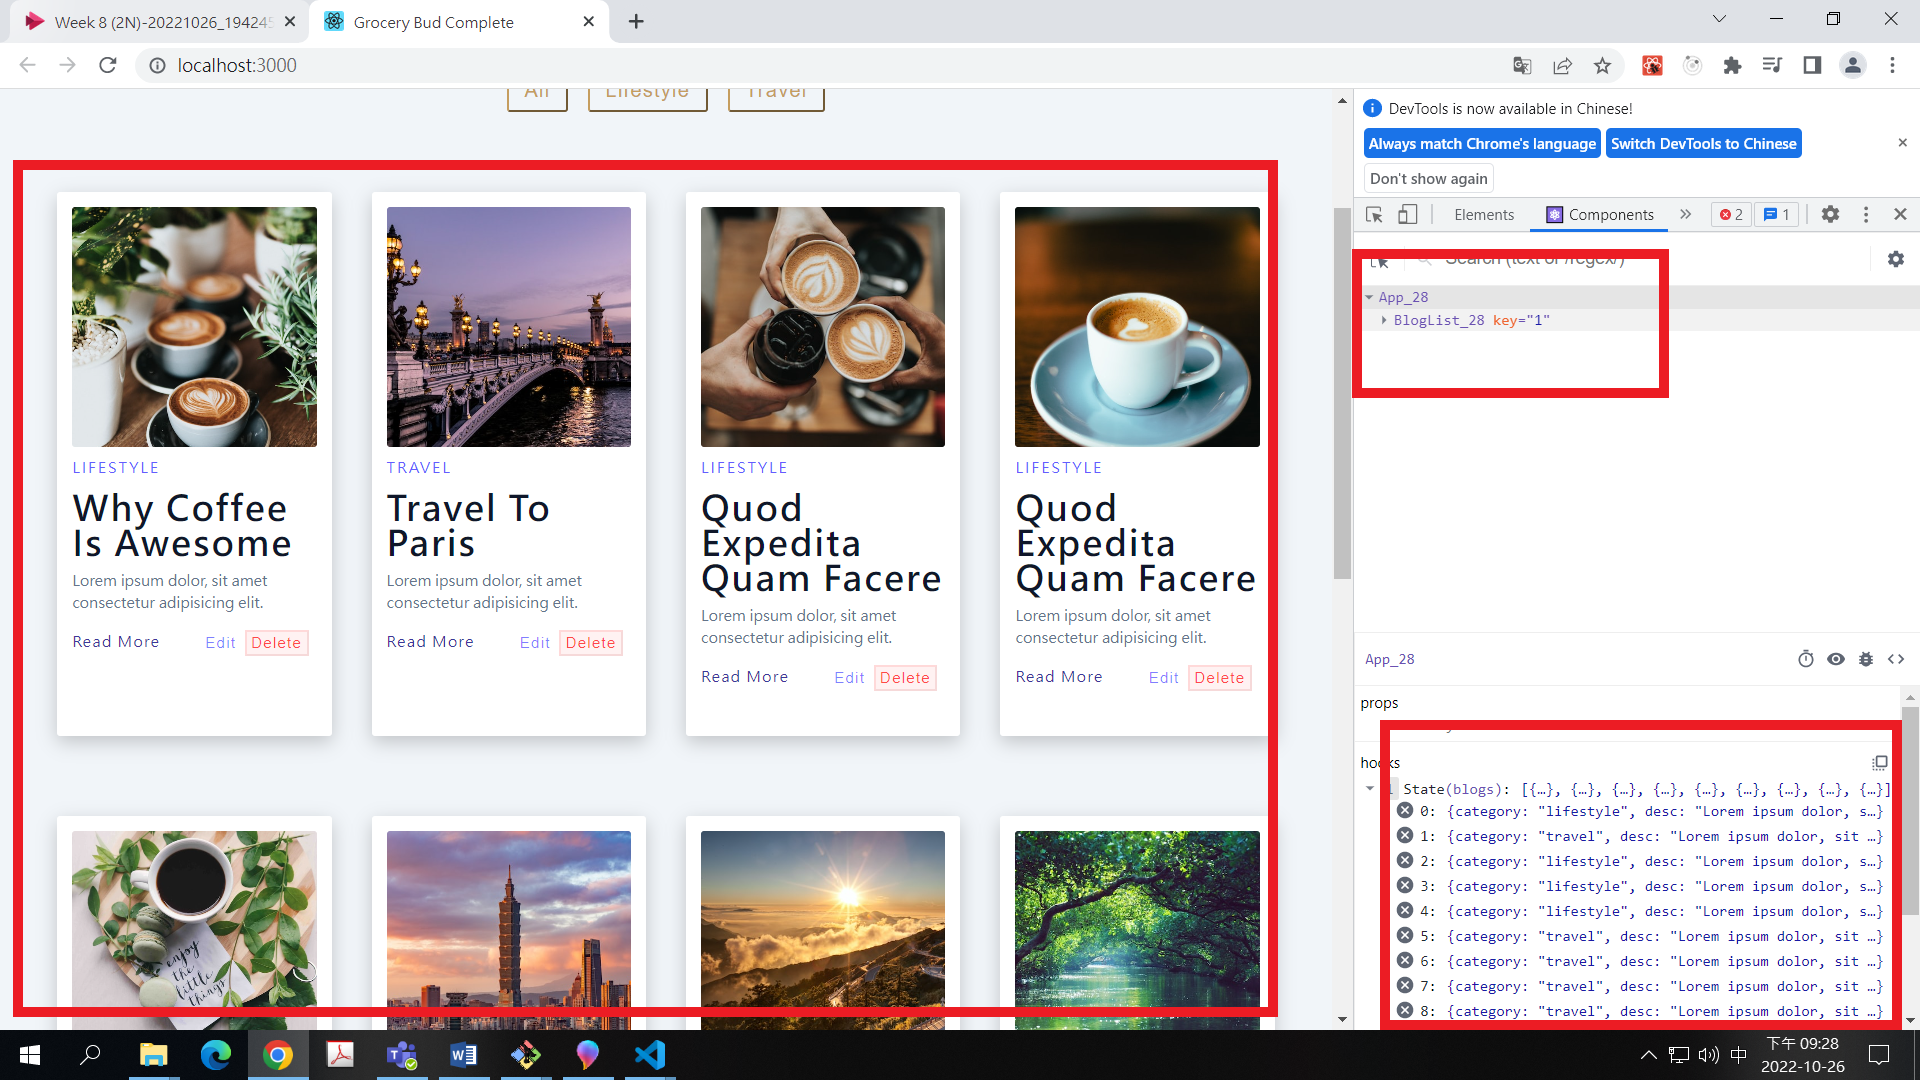 Week 8 (2N)-20221026_19424
Grocery Bud Complete
localhost:3000
All
Lifestyle
Travel
DevTools is now available in Chinese!
Always match Chrome's language
Switch DevTools to Chinese
Don't show again
Elements
Components
2
1
Search (text or /regex/)
App_28
BlogList_28 key="1"
LIFESTYLE
Why Coffee
Is Awesome
Lorem ipsum dolor, sit amet
consectetur adipisicing elit.
Read More
Edit
Delete
TRAVEL
Travel To
Paris
Lorem ipsum dolor, sit amet
consectetur adipisicing elit.
Read More
Edit
Delete
LIFESTYLE
Quod
Expedita
Quam Facere
Lorem ipsum dolor, sit amet
consectetur adipisicing elit.
Read More
Edit
Delete
LIFESTYLE
Quod
Expedita
Quam Facere
Lorem ipsum dolor, sit amet
consectetur adipisicing elit.
Read More
Edit
Delete
enjoy
the
little
things
App_28
props
hooks
State(blogs): [{…}, {…}, {…}, {…}, {…}, {…}, {…}, {…}, {…}]
0: {category: "lifestyle", desc: "Lorem ipsum dolor, s…}
1: {category: "travel", desc: "Lorem ipsum dolor, sit …}
2: {category: "lifestyle", desc: "Lorem ipsum dolor, s…}
3: {category: "lifestyle", desc: "Lorem ipsum dolor, s…}
4: {category: "lifestyle", desc: "Lorem ipsum dolor, s…}
5: {category: "travel", desc: "Lorem ipsum dolor, sit …}
6: {category: "travel", desc: "Lorem ipsum dolor, sit …}
7: {category: "travel", desc: "Lorem ipsum dolor, sit …}
8: {category: "travel", desc: "Lorem ipsum dolor, sit …}
中
下午 09:28
2022-10-26